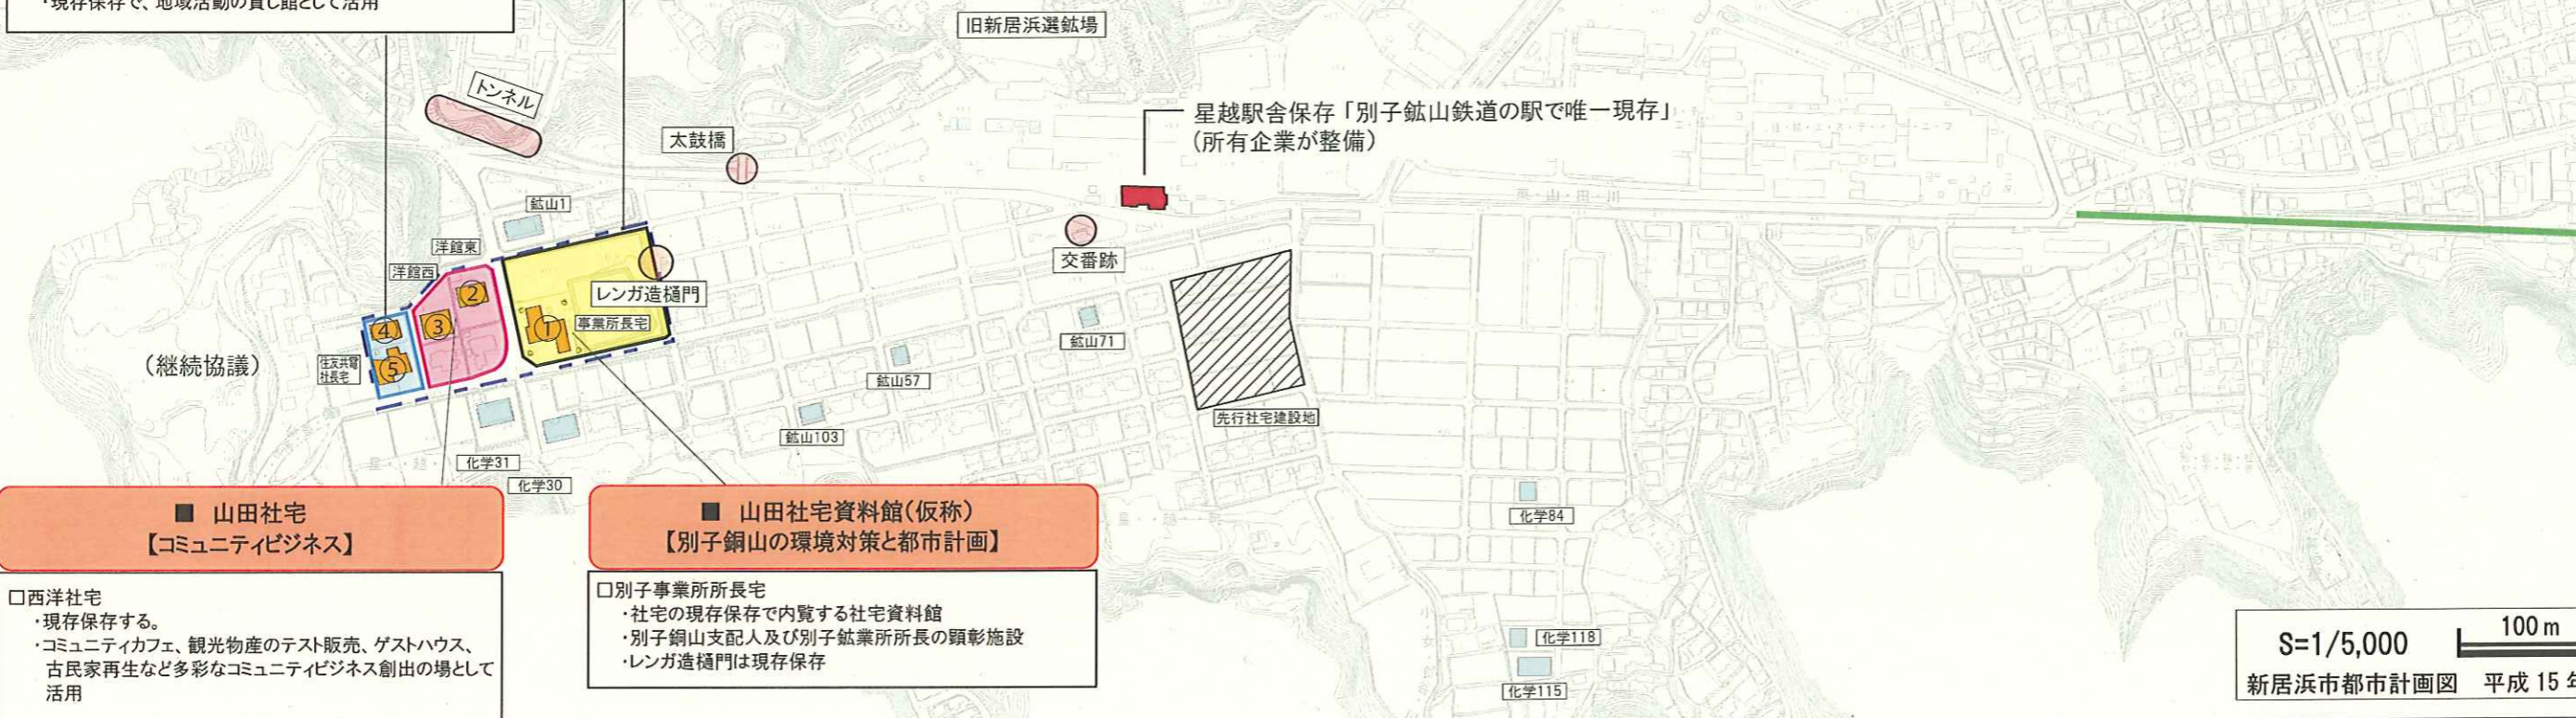 ・現存保存で、地域活動の貸し館として活用
旧新居浜選鉱場
トンネル
太鼓橋
星越駅舎保存「別子鉱山鉄道の駅で唯一現存」
(所有企業が整備)
鉱山1
洋館東
洋館西
レンガ造樋門
交番跡
②
③
④
⑤
①
事業所長宅
鉱山71
(継続協議)
住友共電
社長宅
鉱山57
鉱山103
先行社宅建設地
化学31
化学30
化学84
化学118
化学115
■ 山田社宅
【コミュニティビジネス】
□西洋社宅
・現存保存する。
・コミュニティカフェ、観光物産のテスト販売、ゲストハウス、
古民家再生など多彩なコミュニティビジネス創出の場として
活用
■ 山田社宅資料館(仮称)
【別子銅山の環境対策と都市計画】
□別子事業所所長宅
・社宅の現存保存で内覧する社宅資料館
・別子銅山支配人及び別子鉱業所所長の顕彰施設
・レンガ造樋門は現存保存
S=1/5,000
100m
新居浜市都市計画図 平成15年